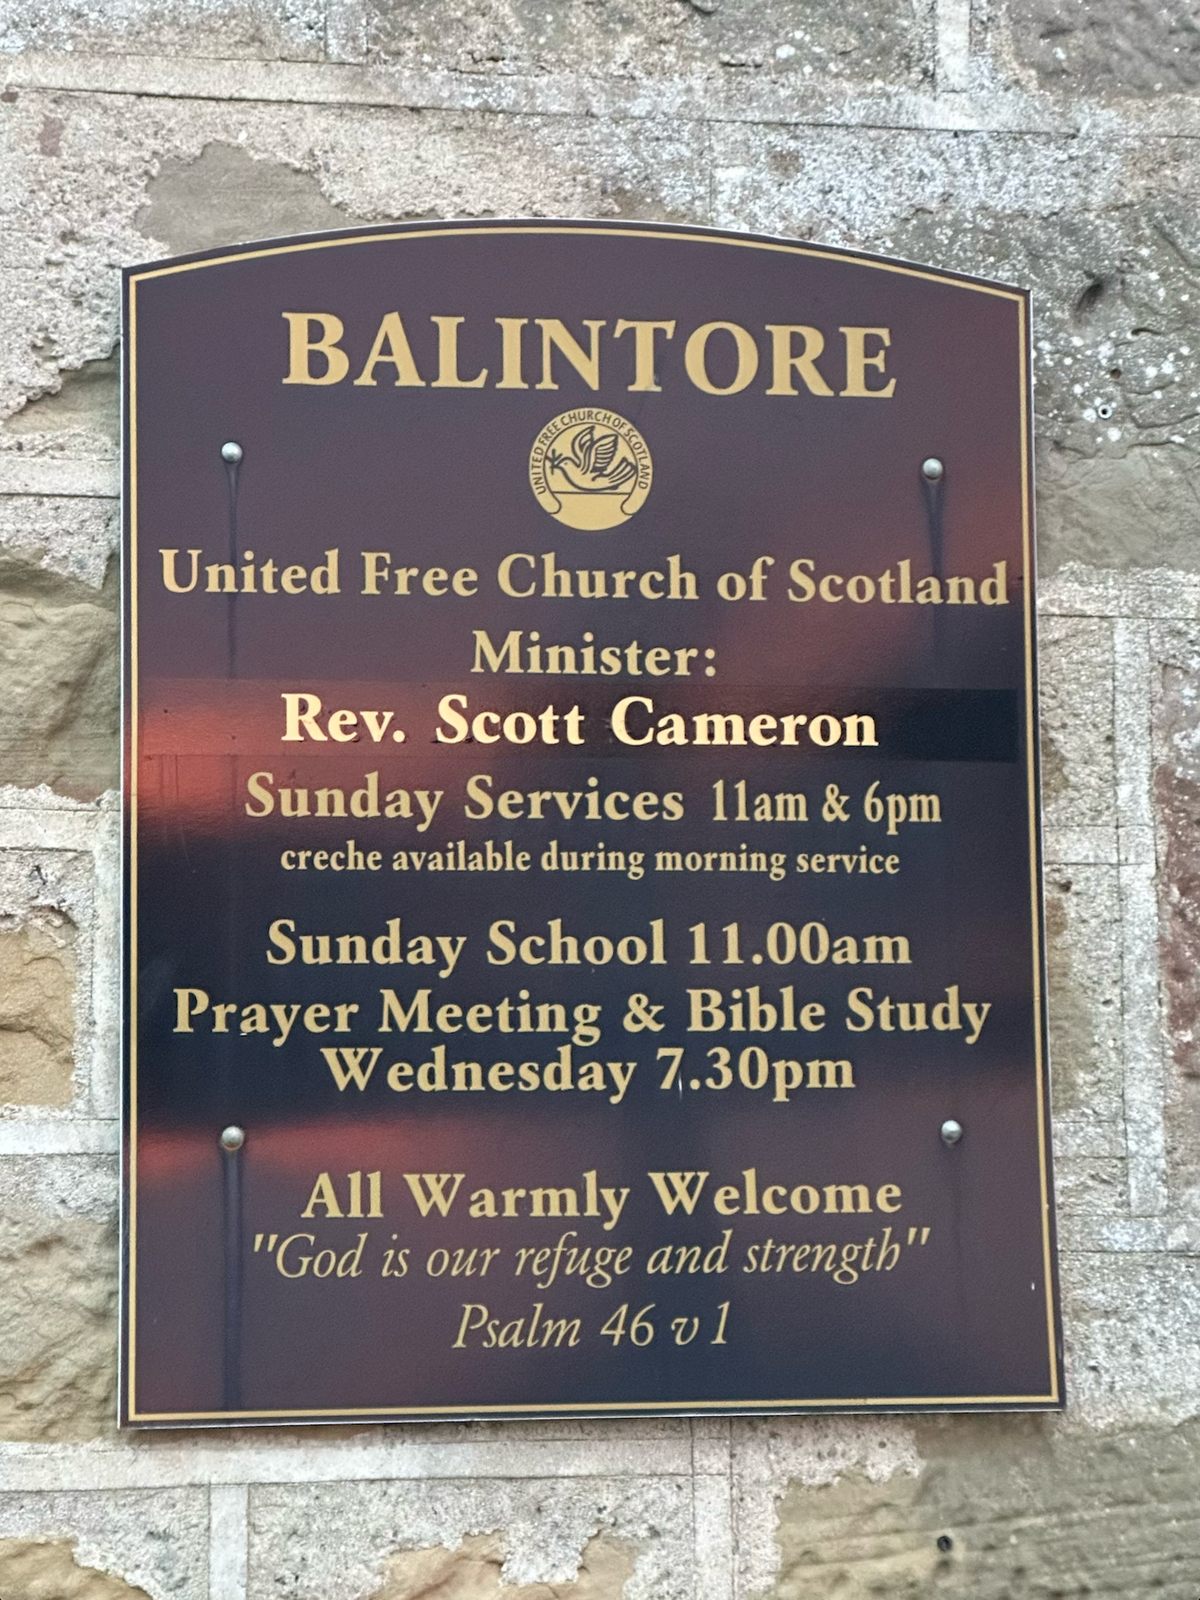 BALINTORE
UNITED FREE CHURCH OF SCOTLAND
United Free Church of Scotland
Minister:
Rev. Scott Cameron
Sunday Services 11am & 6pm
creche available during morning service
Sunday School 11.00am
Prayer Meeting & Bible Study
Wednesday 7.30pm
All Warmly Welcome
"God is our refuge and strength"
Psalm 46 v 1